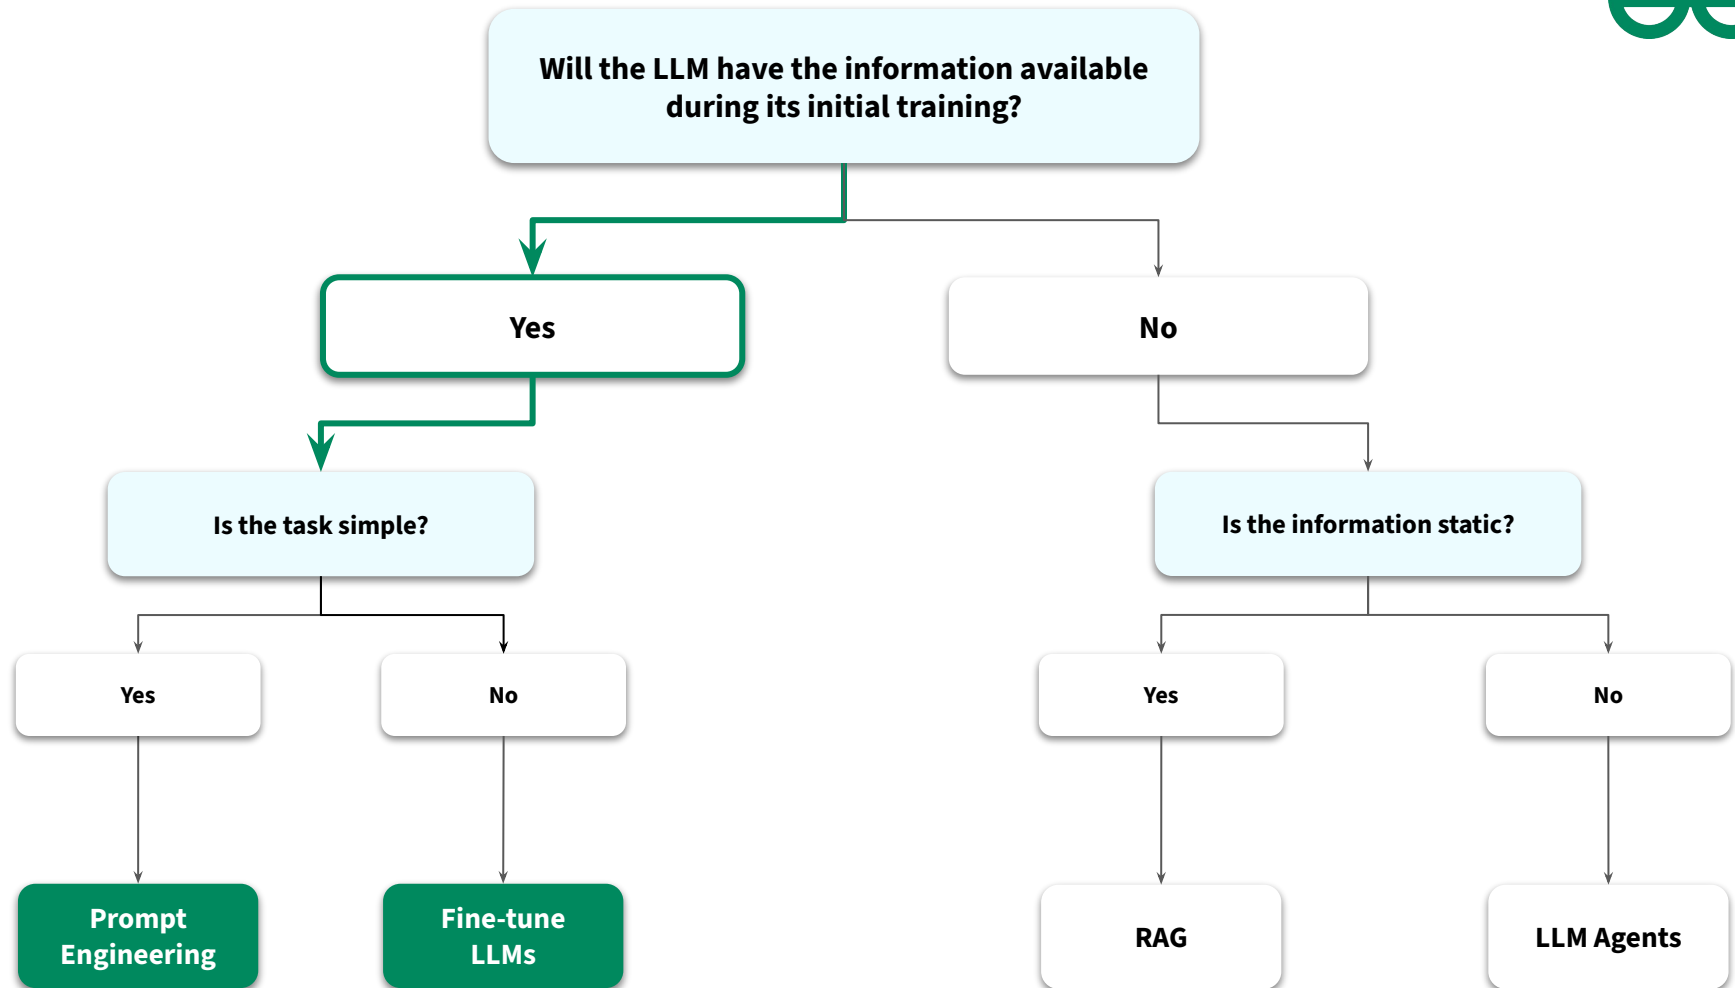 Will the LLM have the information available
during its initial training?
Yes
No
Is the task simple?
Is the information static?
Yes
No
Yes
No
Prompt
Engineering
Fine-tune
LLMs
RAG
LLM Agents